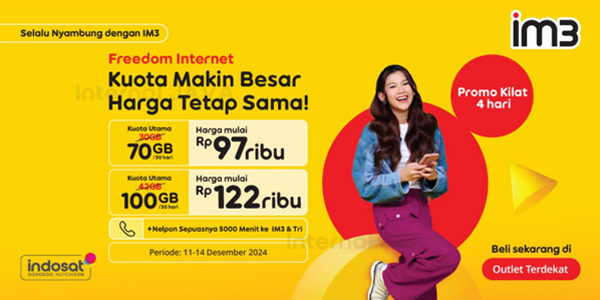 Selalu Nyambung dengan IM3
im3
Freedom Internet
Kuota Makin Besar
Harga Tetap Sama!
Promo Kilat
4 hari
Kuota Utama
30GB
70GB
/30 hari
Harga mulai
Rp97ribu
Kuota Utama
42GB
100GB
/30 hari
Harga mulai
Rp122ribu
+Nelpon Sepuasnya 5000 Menit ke IM3 & Tri
Periode: 11-14 Desember 2024
indosat
OOREDOO HUTCHISON
Beli sekarang di
Outlet Terdekat